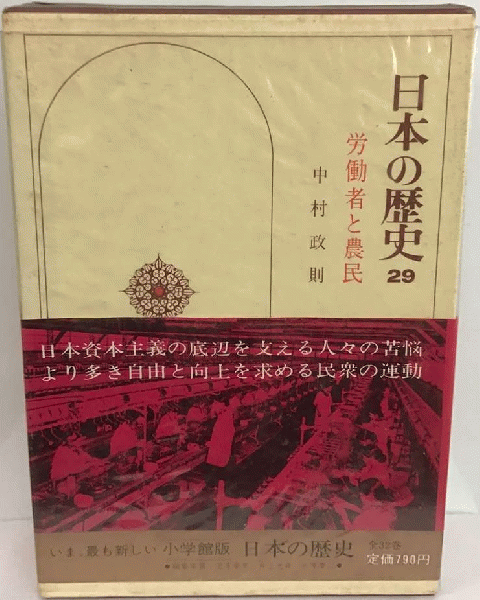 日本の歴史
29
労働者と農民
中村政則
日本資本主義の底辺を支える人々の苦悩
より多き自由と向上を求める民衆の運動
いま、最も新しい 小学館版 日本の歴史 全32巻
定価790円